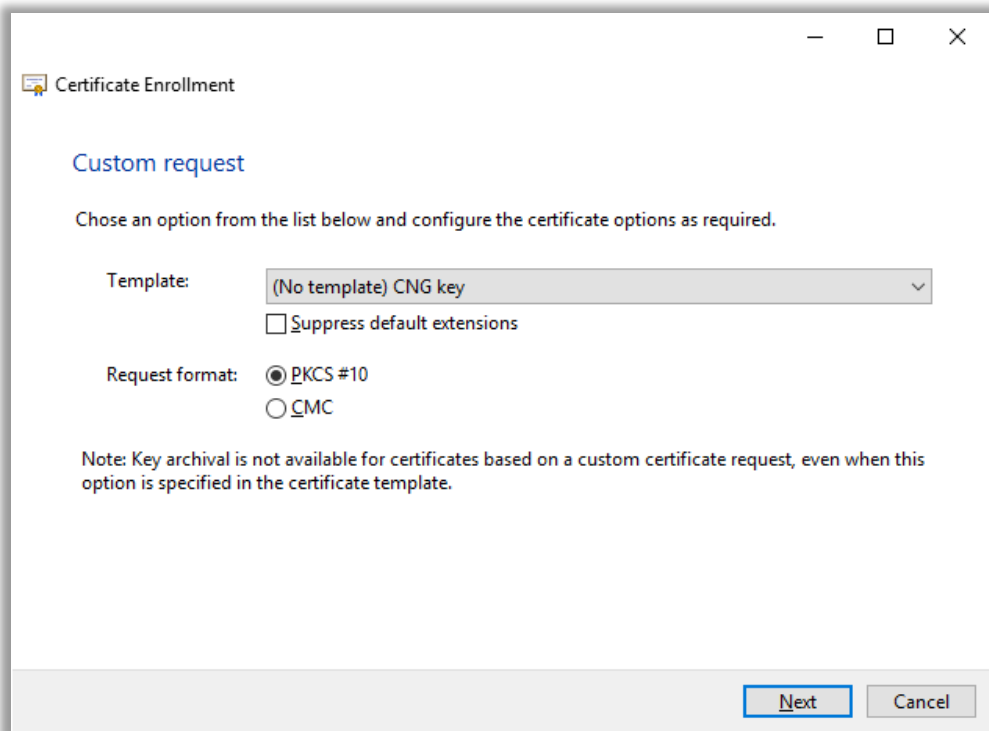 Certificate Enrollment
Custom request
Chose an option from the list below and configure the certificate options as required.
Template:
(No template) CNG key
Suppress default extensions
Request format:
PKCS #10
CMC
Note: Key archival is not available for certificates based on a custom certificate request, even when this
option is specified in the certificate template.
Next
Cancel